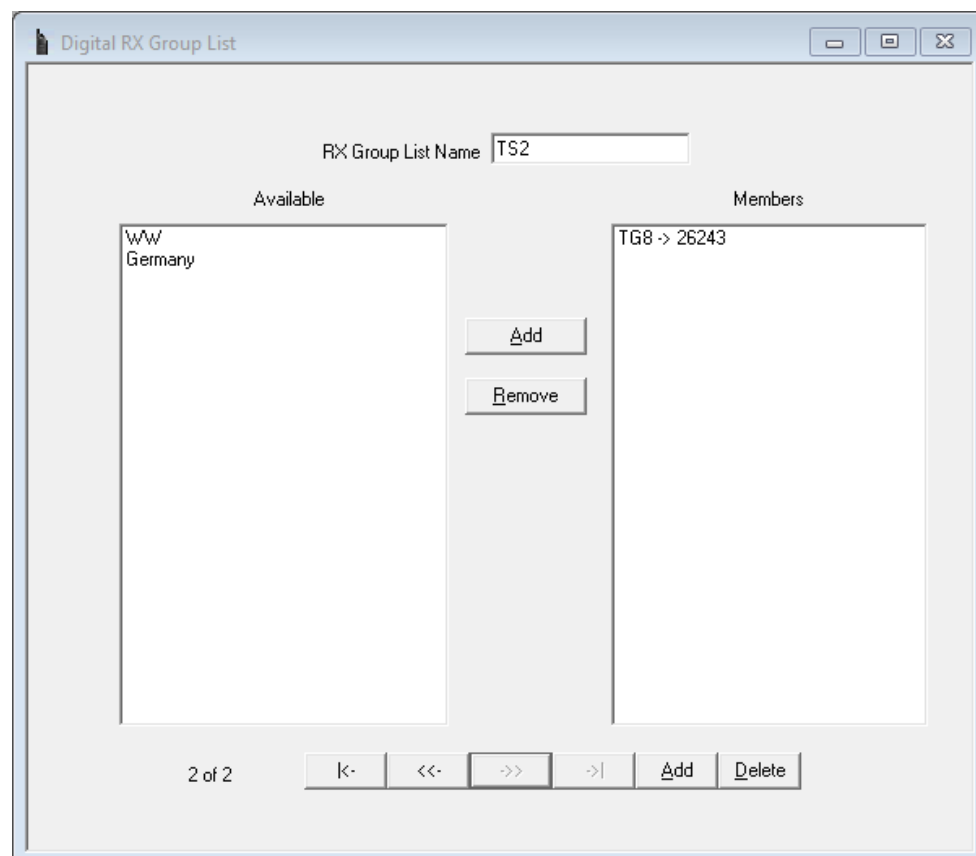 Digital RX Group List
RX Group List Name TS2
Available Members
WW TG8 -> 26243
Germany
Add
Remove
2 of 2 |<- <<- ->> ->| Add Delete